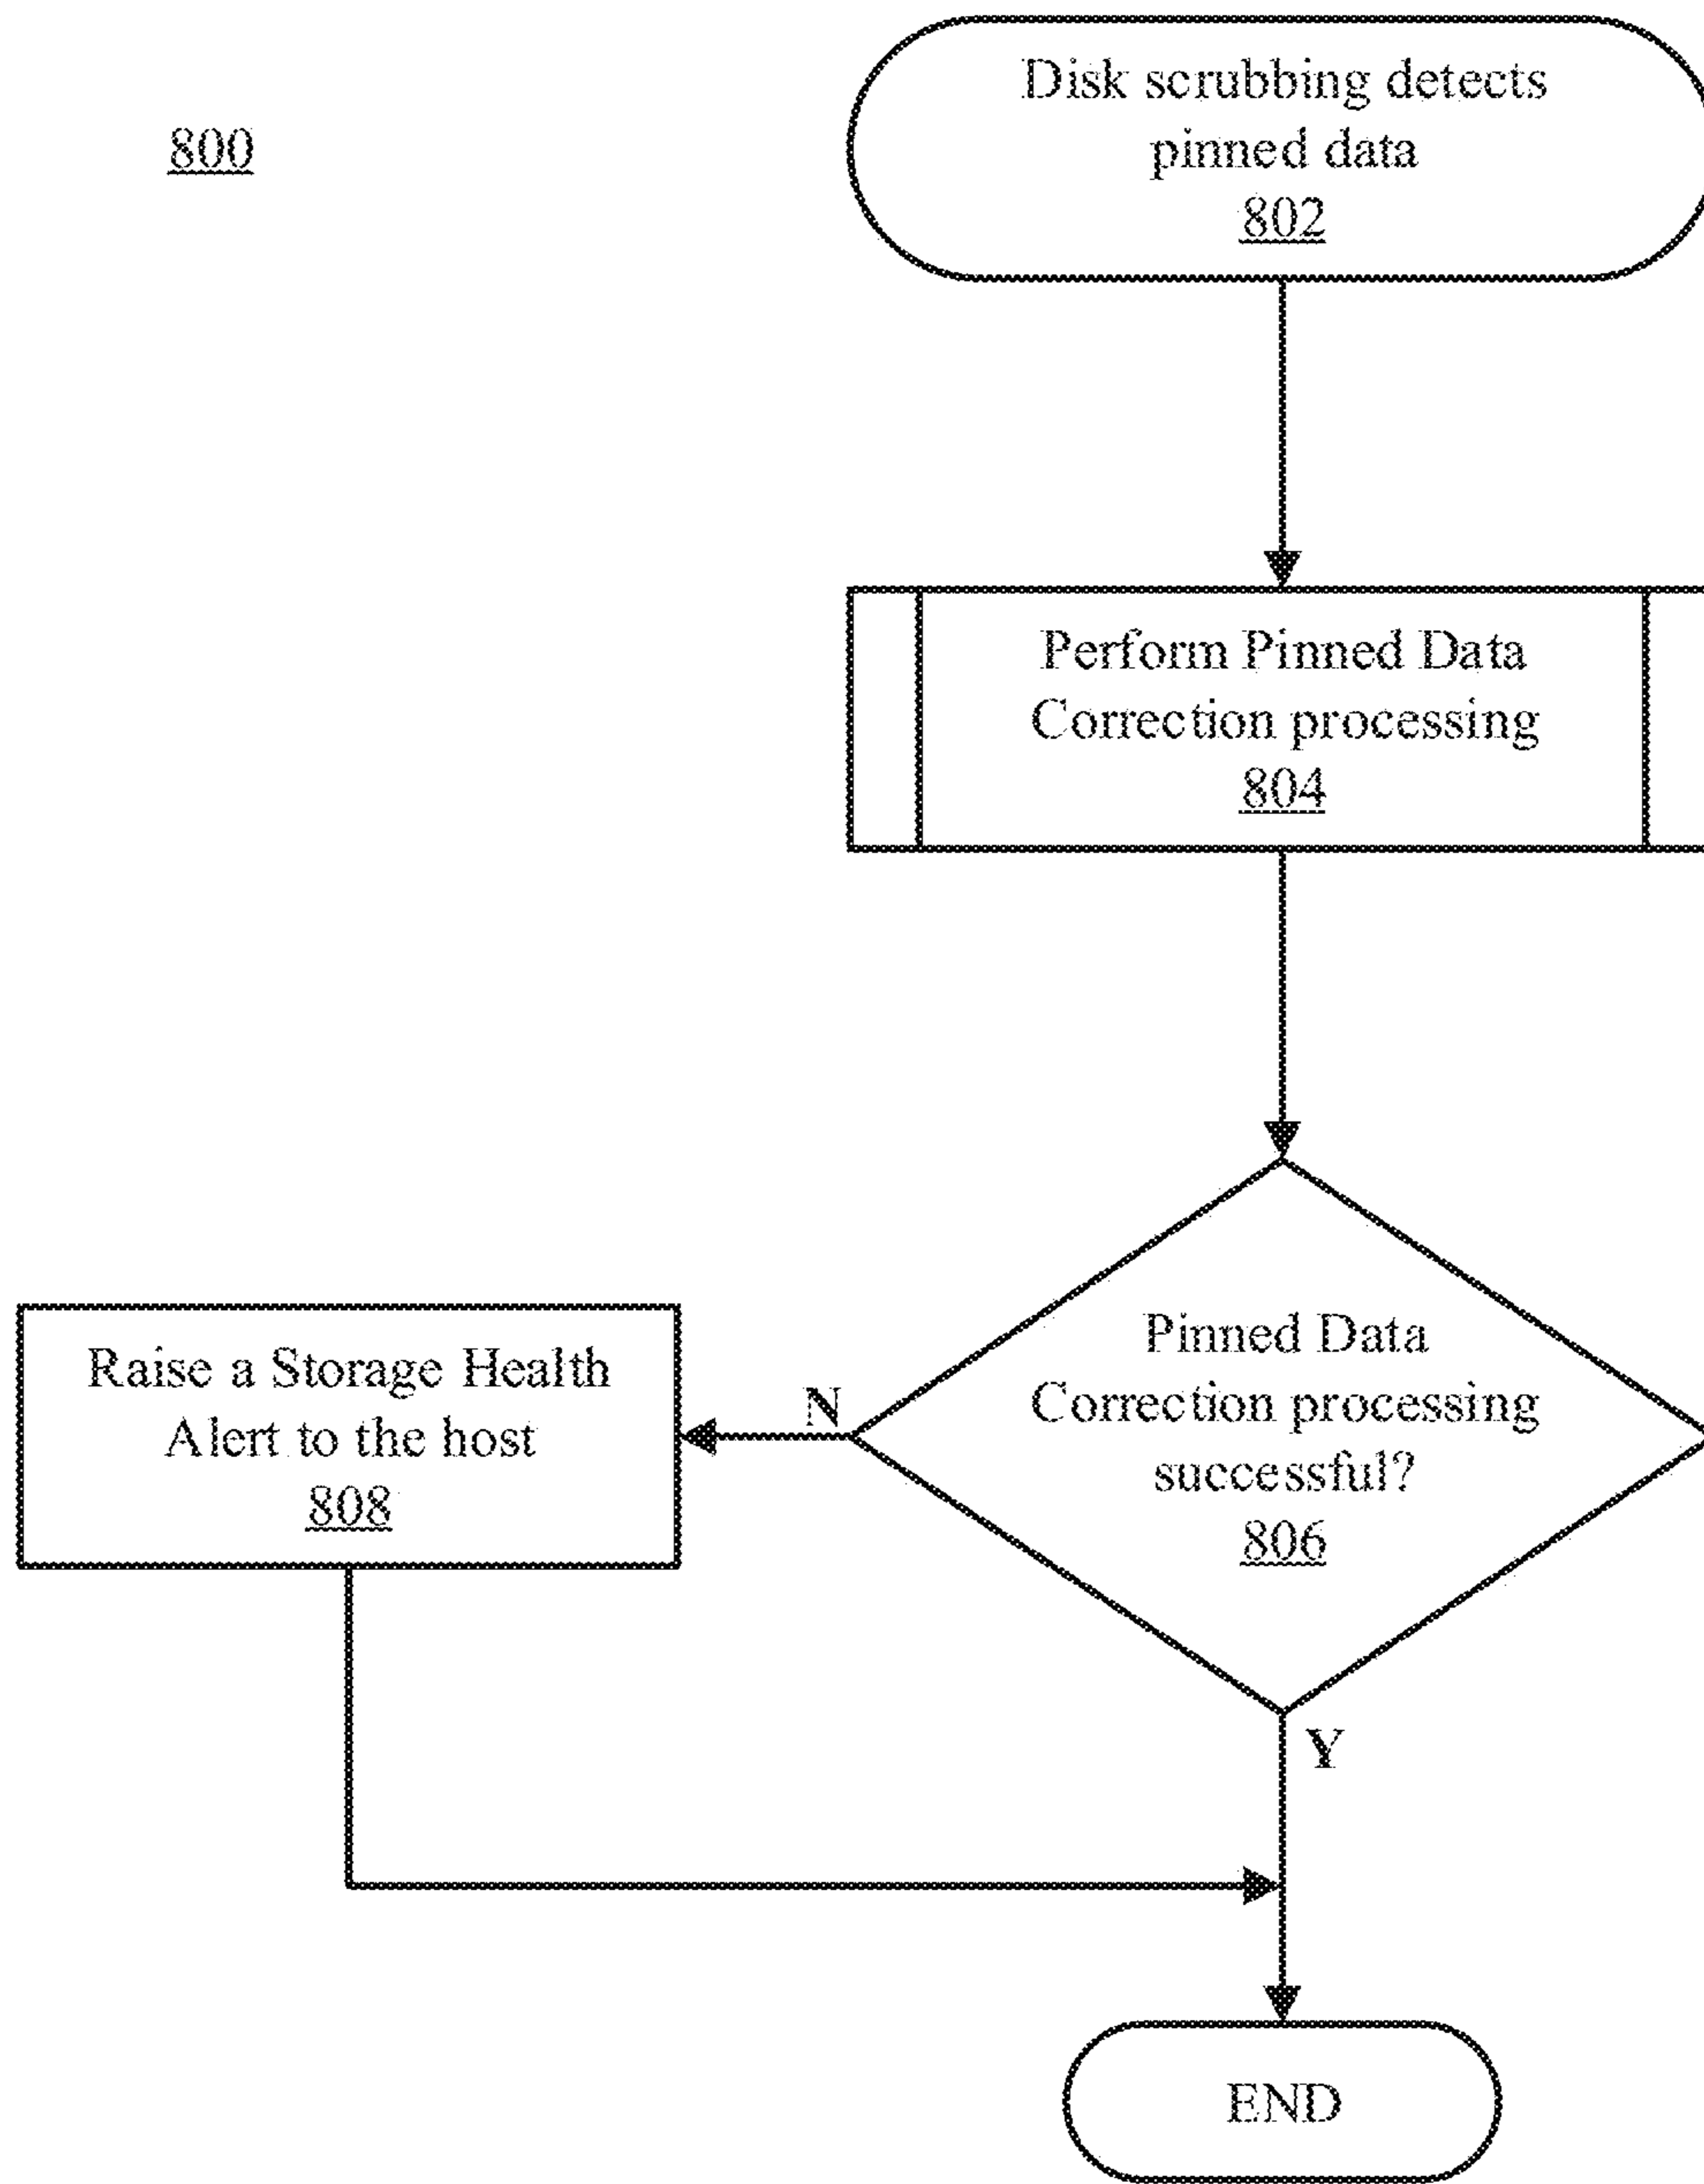 800
Disk scrubbing detects
pinned data
802
Perform Pinned Data
Correction processing
804
Pinned Data
Correction processing
successful?
806
N
Raise a Storage Health
Alert to the host
808
Y
END